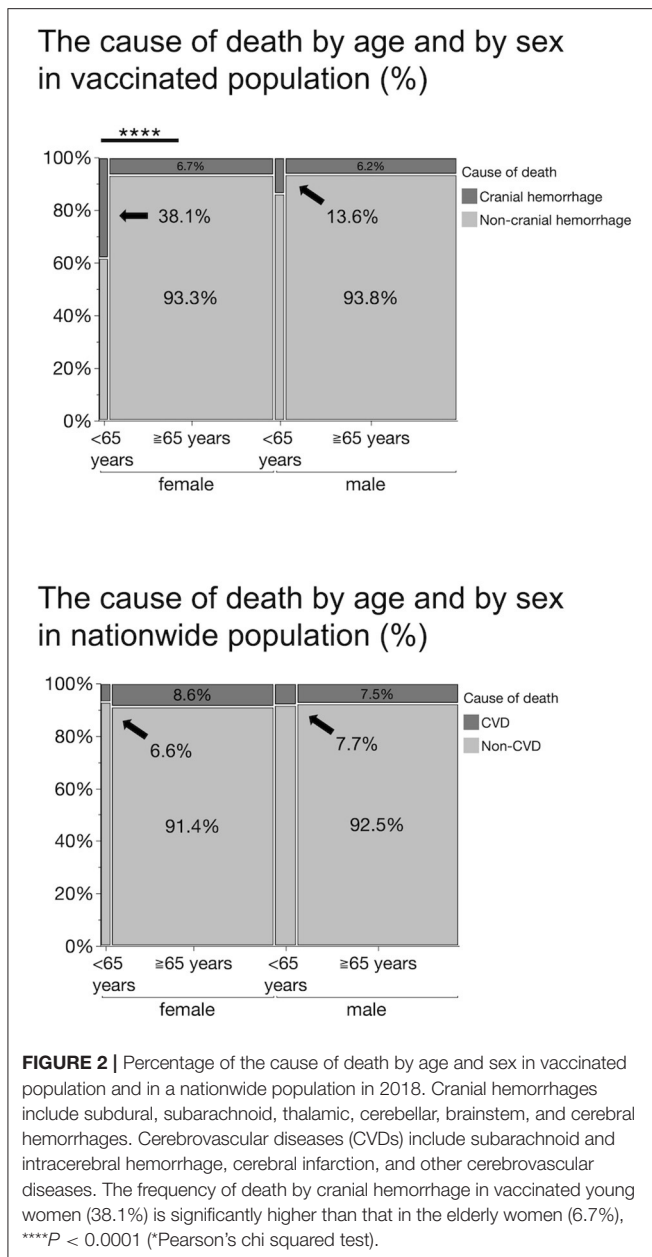 The cause of death by age and by sex
in vaccinated population (%)
****
100%
80%
60%
40%
20%
0%
6.7%
38.1%
93.3%
6.2%
13.6%
93.8%
Cause of death
Cranial hemorrhage
Non-cranial hemorrhage
<65 years
≧65 years
<65 years
≧65 years
female
male
The cause of death by age and by sex
in nationwide population (%)
100%
80%
60%
40%
20%
0%
8.6%
6.6%
91.4%
7.5%
7.7%
92.5%
Cause of death
CVD
Non-CVD
<65 years
≧65 years
<65 years
≧65 years
female
male
FIGURE 2 | Percentage of the cause of death by age and sex in vaccinated
population and in a nationwide population in 2018. Cranial hemorrhages
include subdural, subarachnoid, thalamic, cerebellar, brainstem, and cerebral
hemorrhages. Cerebrovascular diseases (CVDs) include subarachnoid and
intracerebral hemorrhage, cerebral infarction, and other cerebrovascular
diseases. The frequency of death by cranial hemorrhage in vaccinated young
women (38.1%) is significantly higher than that in the elderly women (6.7%),
****P < 0.0001 (*Pearson's chi squared test).